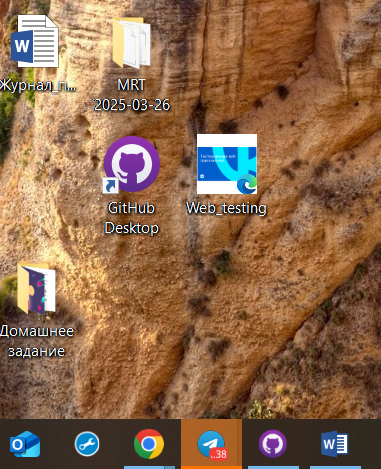 Журнал_п...
MRT
2025-03-26
GitHub
Desktop
Web_testing
Домашнее
задание
..38